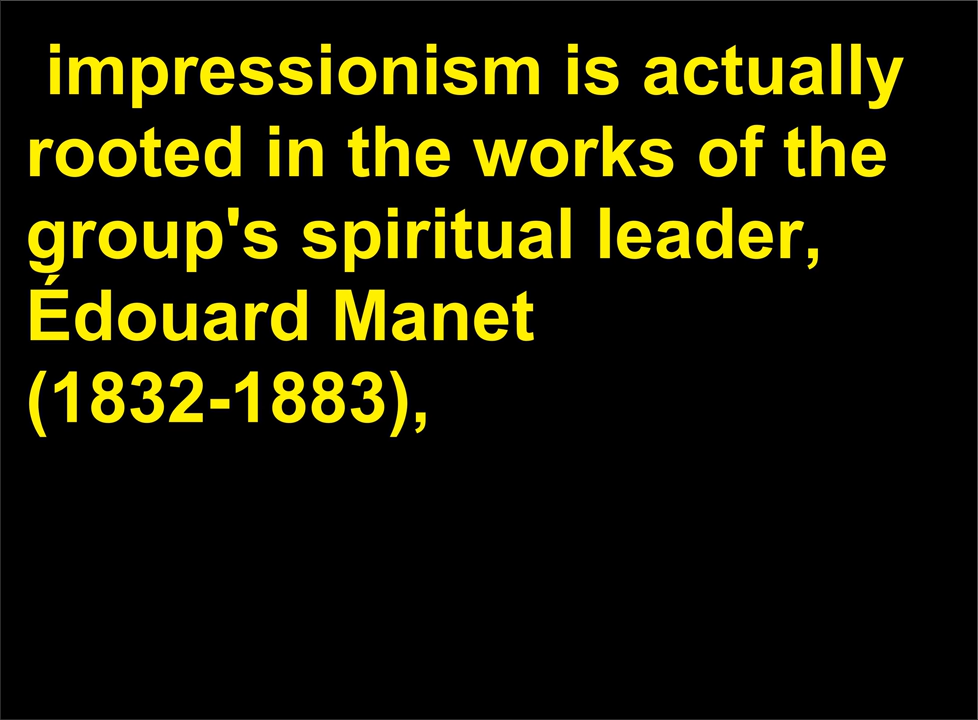 impressionism is actually
rooted in the works of the
group's spiritual leader,
Édouard Manet
(1832-1883),